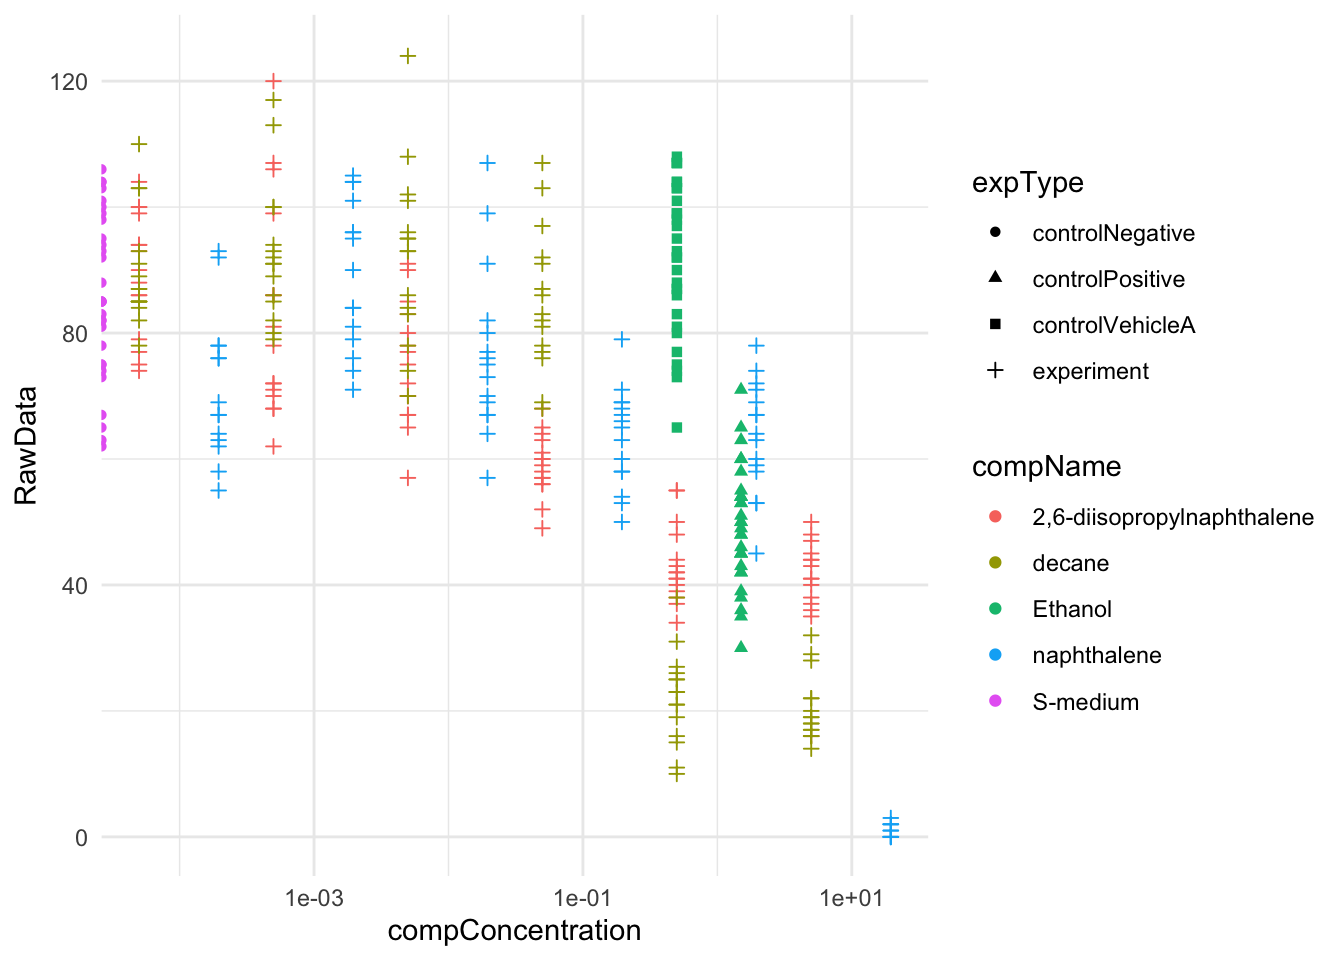 120
80
40
0
RawData
1e-03
1e-01
1e+01
compConcentration
expType
controlNegative
controlPositive
controlVehicleA
experiment
compName
2,6-diisopropylnaphthalene
decane
Ethanol
naphthalene
S-medium